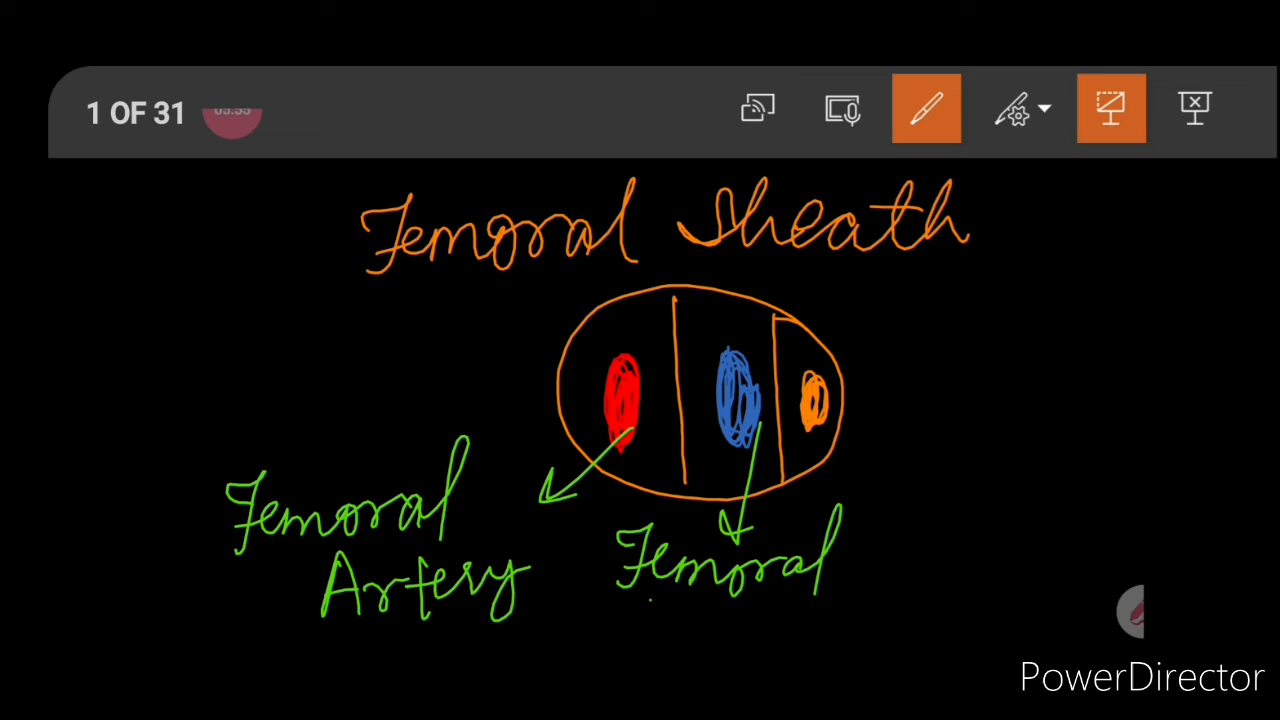 1 OF 31
Femoral Sheath
Femoral
Artery
Femoral
PowerDirector